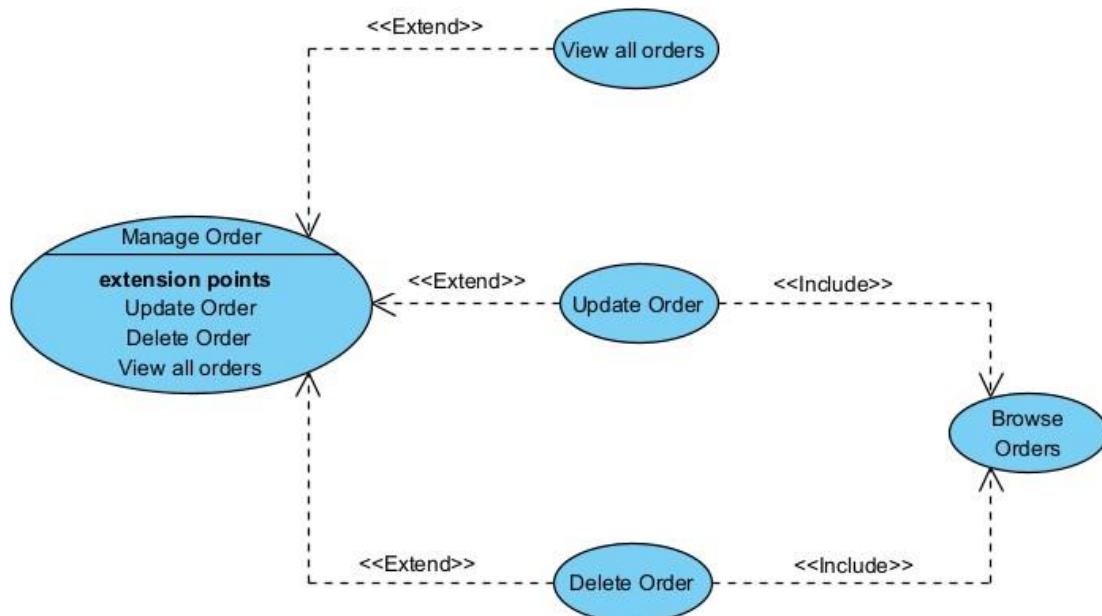 <<Extend>>
View all orders
Manage Order
extension points
Update Order
Delete Order
View all orders
<<Extend>>
Update Order
<<Include>>
Browse
Orders
<<Extend>>
Delete Order
<<Include>>